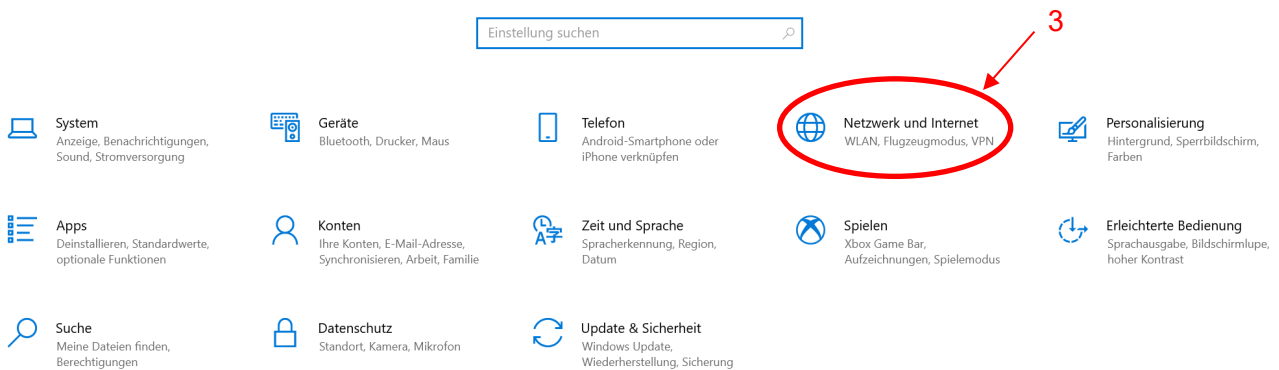 3
Einstellung suchen
System
Anzeige, Benachrichtigungen,
Sound, Stromversorgung
Geräte
Bluetooth, Drucker, Maus
Telefon
Android-Smartphone oder
iPhone verknüpfen
Netzwerk und Internet
WLAN, Flugzeugmodus, VPN
Personalisierung
Hintergrund, Sperrbildschirm,
Farben
Apps
Deinstallieren, Standardwerte,
optionale Funktionen
Konten
Ihre Konten, E-Mail-Adresse,
Synchronisieren, Arbeit, Familie
A字
Zeit und Sprache
Spracherkennung, Region,
Datum
Spielen
Xbox Game Bar,
Aufzeichnungen, Spielemodus
Erleichterte Bedienung
Sprachausgabe, Bildschirmlupe,
hoher Kontrast
Suche
Meine Dateien finden,
Berechtigungen
Datenschutz
Standort, Kamera, Mikrofon
Update & Sicherheit
Windows Update,
Wiederherstellung, Sicherung